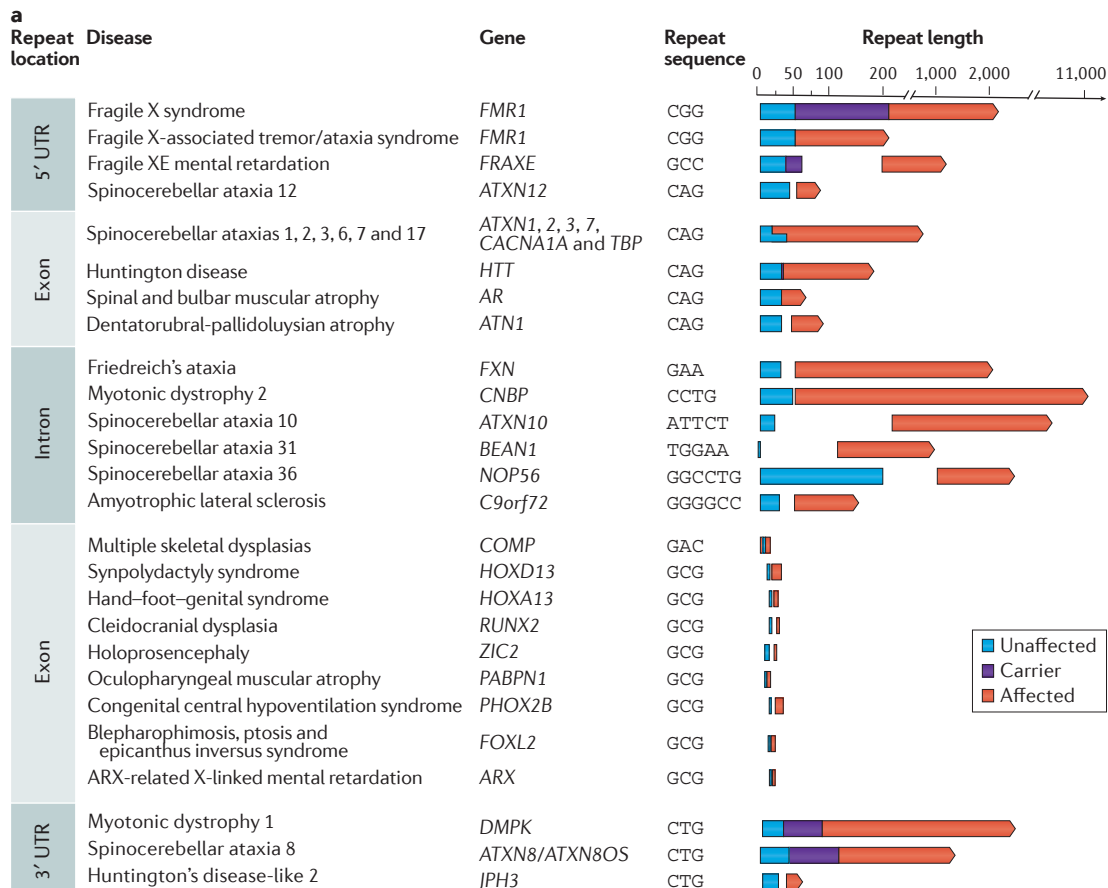 a
Repeat location Disease Gene Repeat sequence Repeat length
0 50 100 200 1,000 2,000 11,000
5′ UTR
Fragile X syndrome FMR1 CGG
Fragile X-associated tremor/ataxia syndrome FMR1 CGG
Fragile XE mental retardation FRAXE GCC
Spinocerebellar ataxia 12 ATXN12 CAG
Exon
Spinocerebellar ataxias 1, 2, 3, 6, 7 and 17 ATXN1, 2, 3, 7, CACNA1A and TBP CAG
Huntington disease HTT CAG
Spinal and bulbar muscular atrophy AR CAG
Dentatorubral-pallidoluysian atrophy ATN1 CAG
Intron
Friedreich's ataxia FXN GAA
Myotonic dystrophy 2 CNBP CCTG
Spinocerebellar ataxia 10 ATXN10 ATTCT
Spinocerebellar ataxia 31 BEAN1 TGGAA
Spinocerebellar ataxia 36 NOP56 GGCCTG
Amyotrophic lateral sclerosis C9orf72 GGGGCC
Exon
Multiple skeletal dysplasias COMP GAC
Synpolydactyly syndrome HOXD13 GCG
Hand–foot–genital syndrome HOXA13 GCG
Cleidocranial dysplasia RUNX2 GCG
Holoprosencephaly ZIC2 GCG
Oculopharyngeal muscular atrophy PABPN1 GCG
Congenital central hypoventilation syndrome PHOX2B GCG
Blepharophimosis, ptosis and
epicanthus inversus syndrome FOXL2 GCG
ARX-related X-linked mental retardation ARX GCG
Unaffected
Carrier
Affected
3′ UTR
Myotonic dystrophy 1 DMPK CTG
Spinocerebellar ataxia 8 ATXN8/ATXN8OS CTG
Huntington's disease-like 2 JPH3 CTG